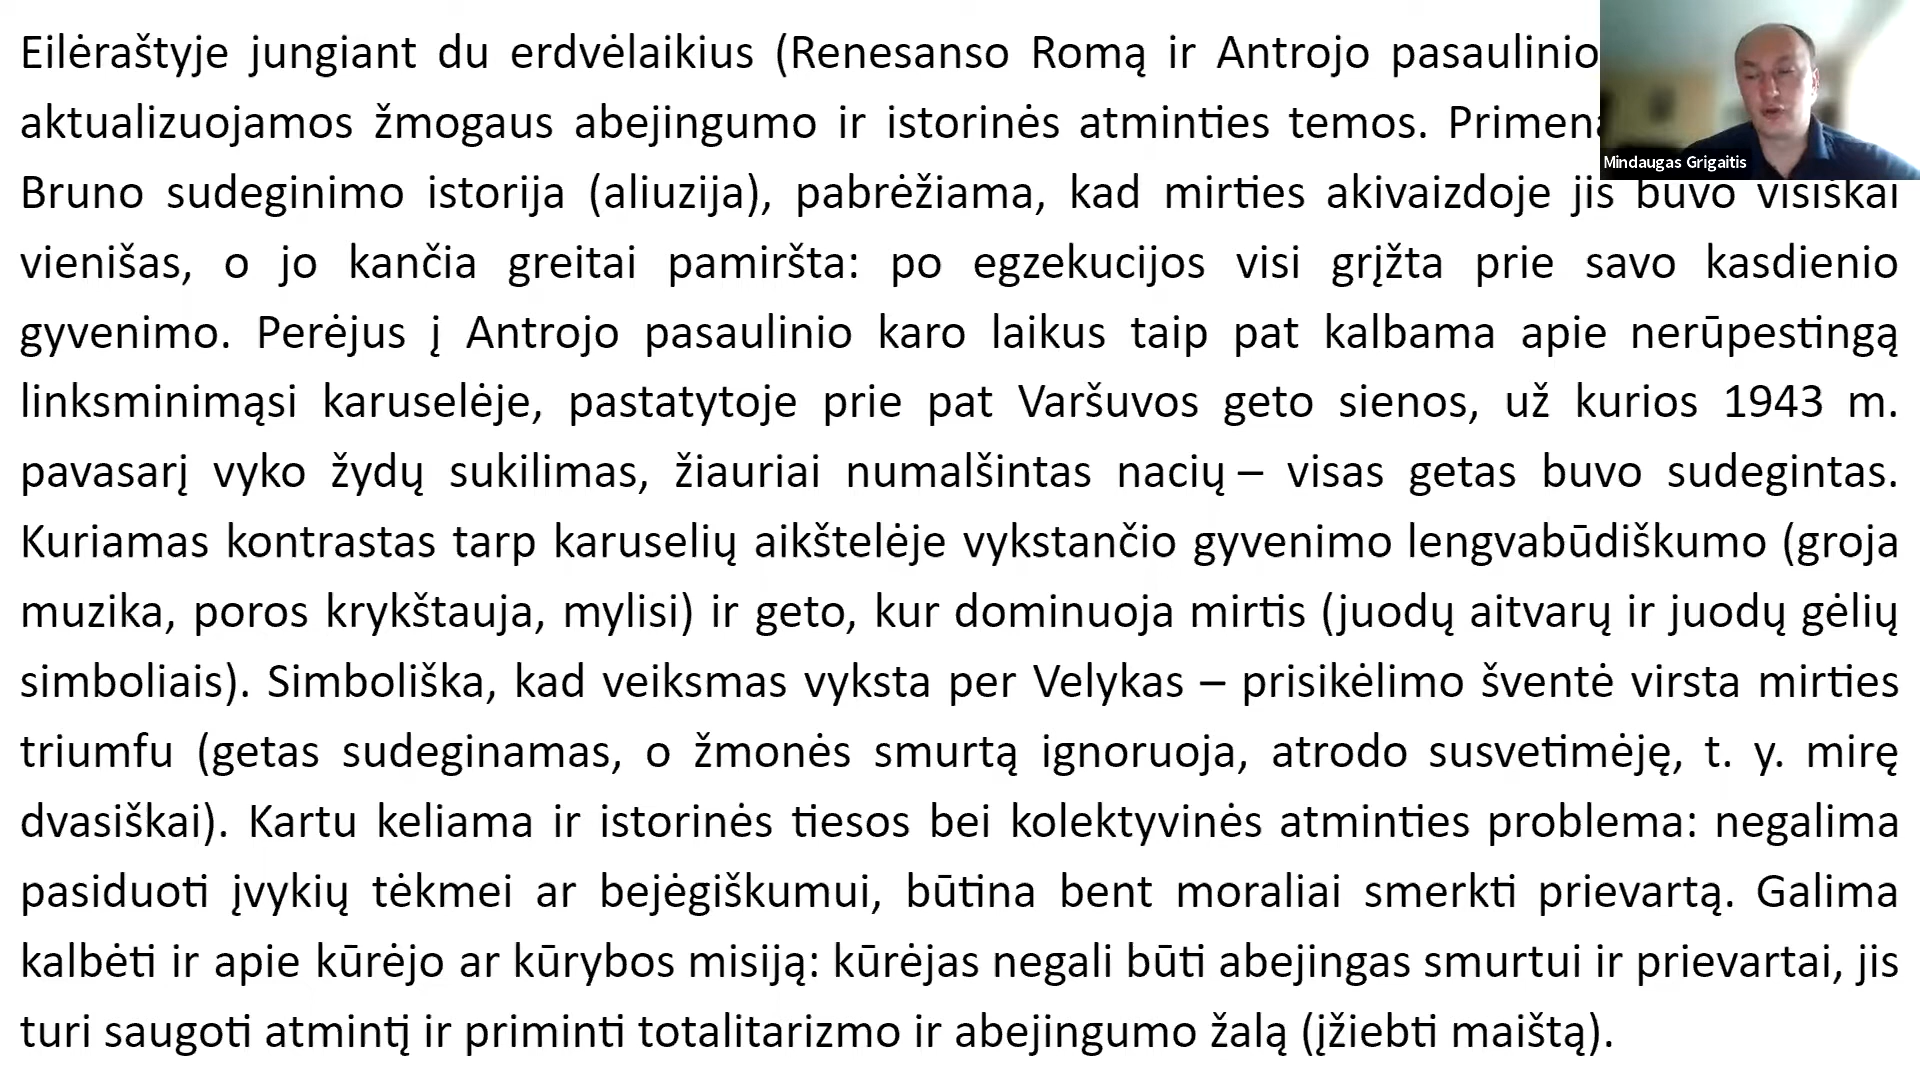 Eilėraštyje jungiant du erdvėlaikius (Renesanso Romą ir Antrojo pasaulinio
aktualizuojamos žmogaus abejingumo ir istorinės atminties temos.
Mindaugas Grigaitis
Bruno sudeginimo istorija (aliuzija), pabrėžiama, kad mirties akivaizdoje jis buvo visiškai
vienišas, o jo kančia greitai pamiršta: po egzekucijos visi grįžta prie savo kasdienio
gyvenimo. Perėjus į Antrojo pasaulinio karo laikus taip pat kalbama apie nerūpestingą
linksminimąsi karuselėje, pastatytoje prie pat Varšuvos geto sienos, už kurios 1943 m.
pavasarį vyko žydų sukilimas, žiauriai numalšintas nacių – visas getas buvo sudegintas.
Kuriamas kontrastas tarp karuselių aikštelėje vykstančio gyvenimo lengvabūdiškumo (groja
muzika, poros krykštauja, mylisi) ir geto, kur dominuoja mirtis (juodų aitvarų ir juodų gėlių
simboliais). Simboliška, kad veiksmas vyksta per Velykas – prisikėlimo šventė virsta mirties
triumfu (getas sudeginamas, o žmonės smurtą ignoruoja, atrodo susvetimėję, t. y. mirę
dvasiškai). Kartu keliama ir istorinės tiesos bei kolektyvinės atminties problema: negalima
pasiduoti įvykių tėkmei ar bejėgiškumui, būtina bent moraliai smerkti prievartą. Galima
kalbėti ir apie kūrėjo ar kūrybos misiją: kūrėjas negali būti abejingas smurtui ir prievartai, jis
turi saugoti atmintį ir priminti totalitarizmo ir abejingumo žalą (įžiebti maištą).